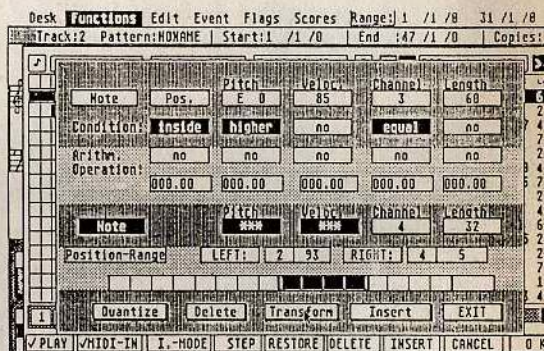 Desk Functions Edit Event Flags Scores Range: 1 /1 /8 31 /1 /8
Track:2 Pattern:NONAME | Start:1 /1 /0 | End :47 /1 /0 | Copies:
Pitch Veloc. Channel Length
Note Pos. E 0 85 3 60
Condition: inside higher no equal no
Arithm. Operation: no no no no no
000.00 000.00 000.00 000.00 000.00
Pitch Veloc. Channel Length
Note *** *** 4 32
Position-Range LEFT: 2 93 RIGHT: 4 5
1 Quantize Delete Transform Insert EXIT
PLAY MIDI-IN I.-MODE STEP RESTORE DELETE INSERT CANCEL